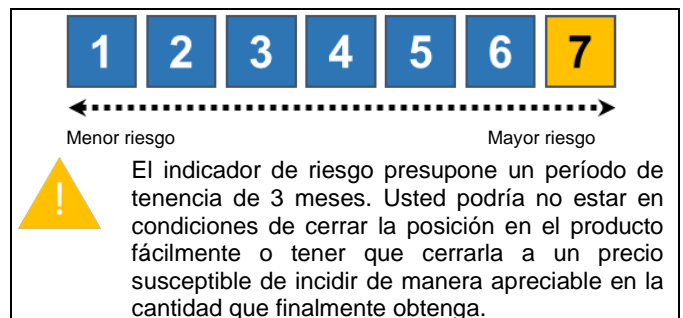 1 2 3 4 5 6 7
Menor riesgo Mayor riesgo
!
El indicador de riesgo presupone un período de
tenencia de 3 meses. Usted podría no estar en
condiciones de cerrar la posición en el producto
fácilmente o tener que cerrarla a un precio
susceptible de incidir de manera apreciable en la
cantidad que finalmente obtenga.